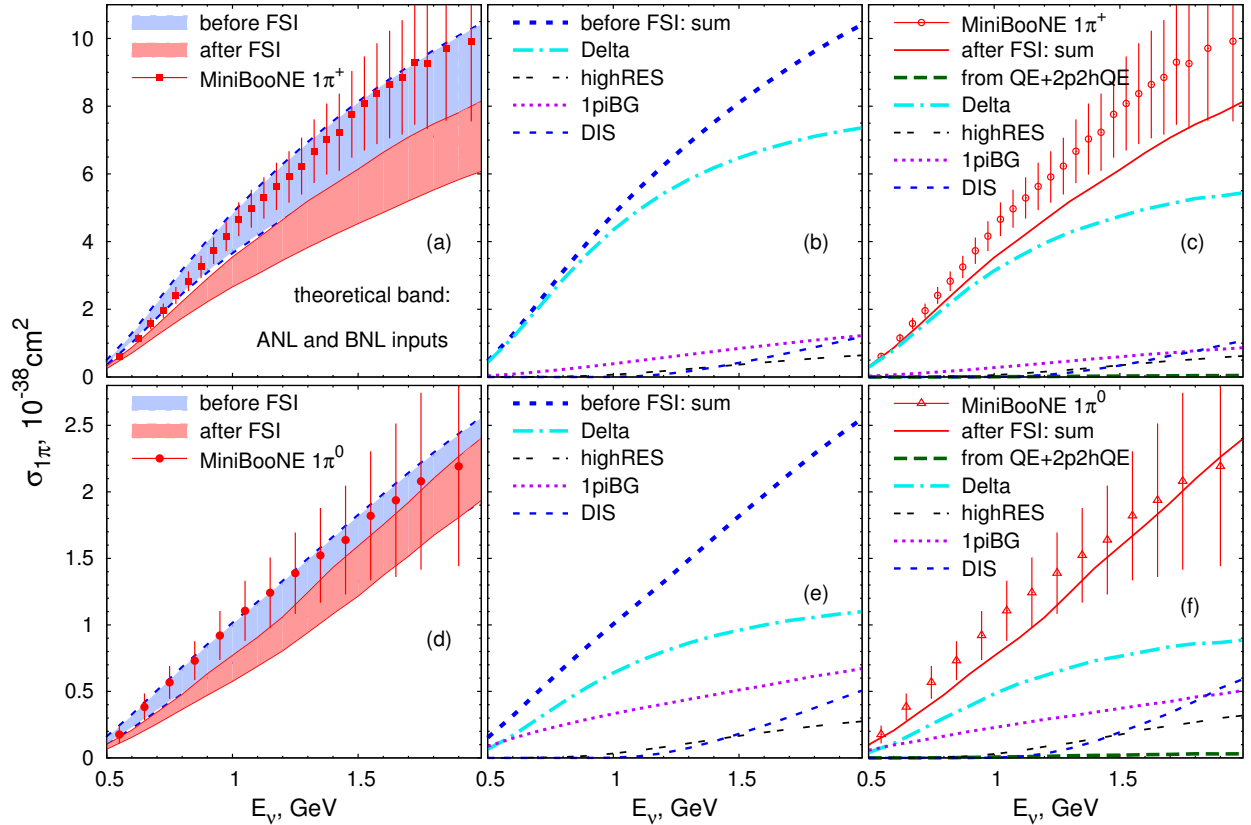 σ1π, 10-38cm2
10
8
6
4
2
0
before FSI
after FSI
MiniBooNE 1π+
(a)
theoretical band:
ANL and BNL inputs
before FSI: sum
Delta
highRES
1piBG
DIS
(b)
MiniBooNE 1π+
after FSI: sum
from QE+2p2hQE
Delta
highRES
1piBG
DIS
(c)
2.5
2
1.5
1
0.5
0
before FSI
after FSI
MiniBooNE 1π0
(d)
0.5 1 1.5
Eν, GeV
before FSI: sum
Delta
highRES
1piBG
DIS
(e)
0.5 1 1.5
Eν, GeV
MiniBooNE 1π0
after FSI: sum
from QE+2p2hQE
Delta
highRES
1piBG
DIS
(f)
0.5 1 1.5
Eν, GeV